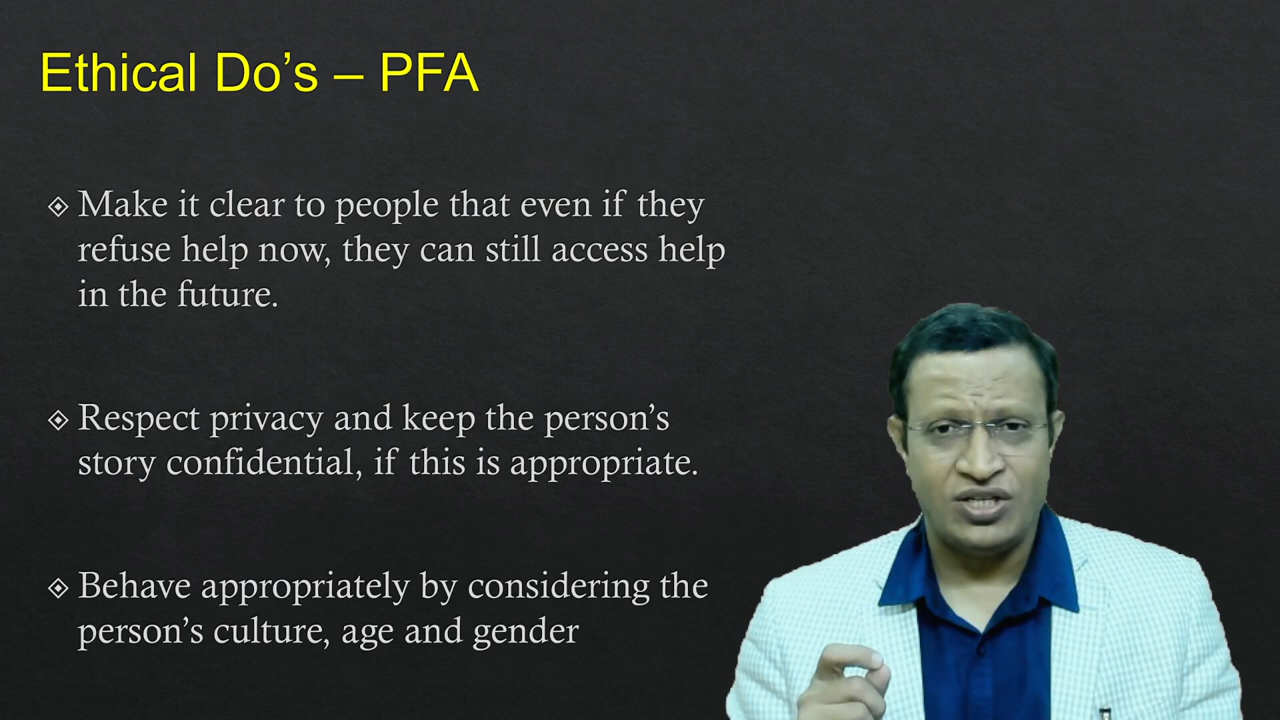 Ethical Do’s – PFA
Make it clear to people that even if they
refuse help now, they can still access help
in the future.
Respect privacy and keep the person’s
story confidential, if this is appropriate.
Behave appropriately by considering the
person’s culture, age and gender